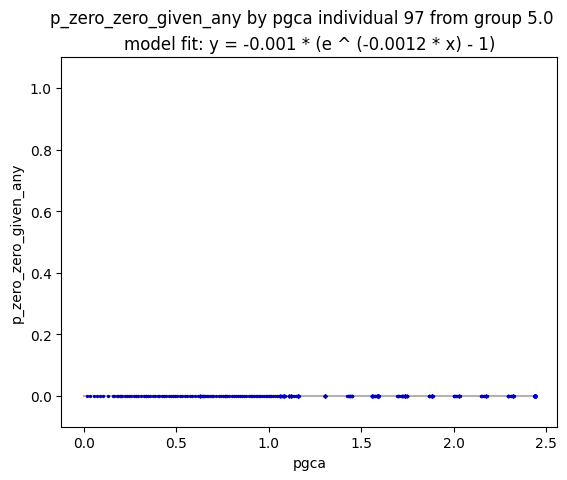 p_zero_zero_given_any by pgca individual 97 from group 5.0
model fit: y = -0.001 * (e ^ (-0.0012 * x) - 1)
1.0
0.8
0.6
0.4
0.2
0.0
p_zero_zero_given_any
0.0 0.5 1.0 1.5 2.0 2.5
pgca